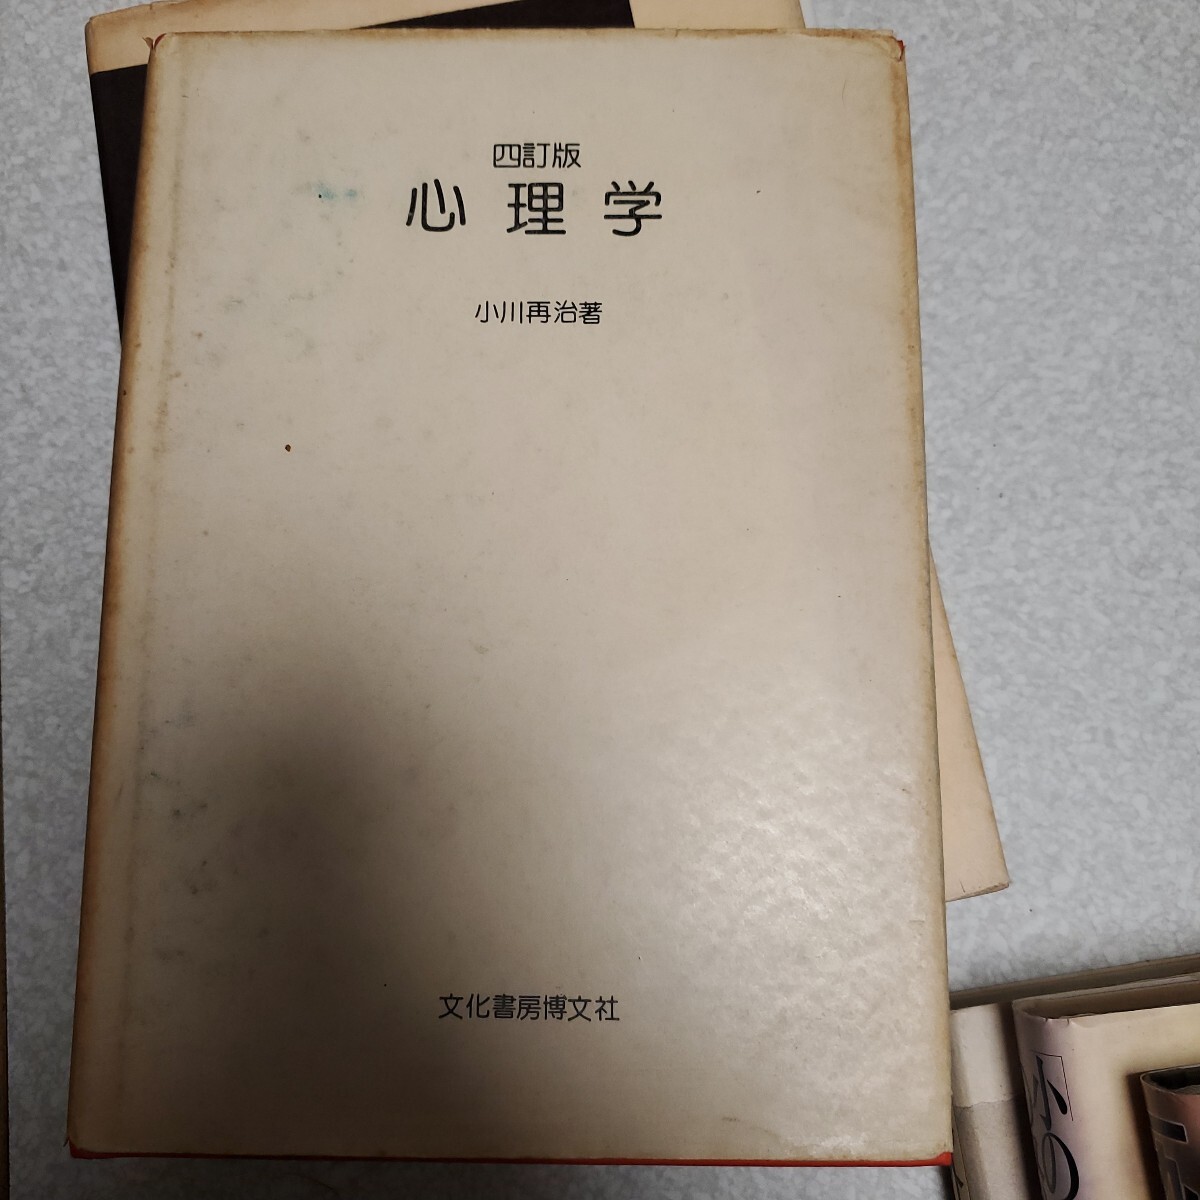 四訂版
心理学
小川再治著
文化書房博文社